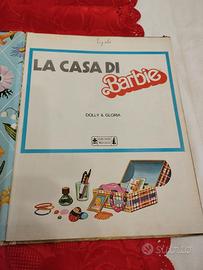 LA CASA DI
Barbie
DOLLY & GLORIA
subito